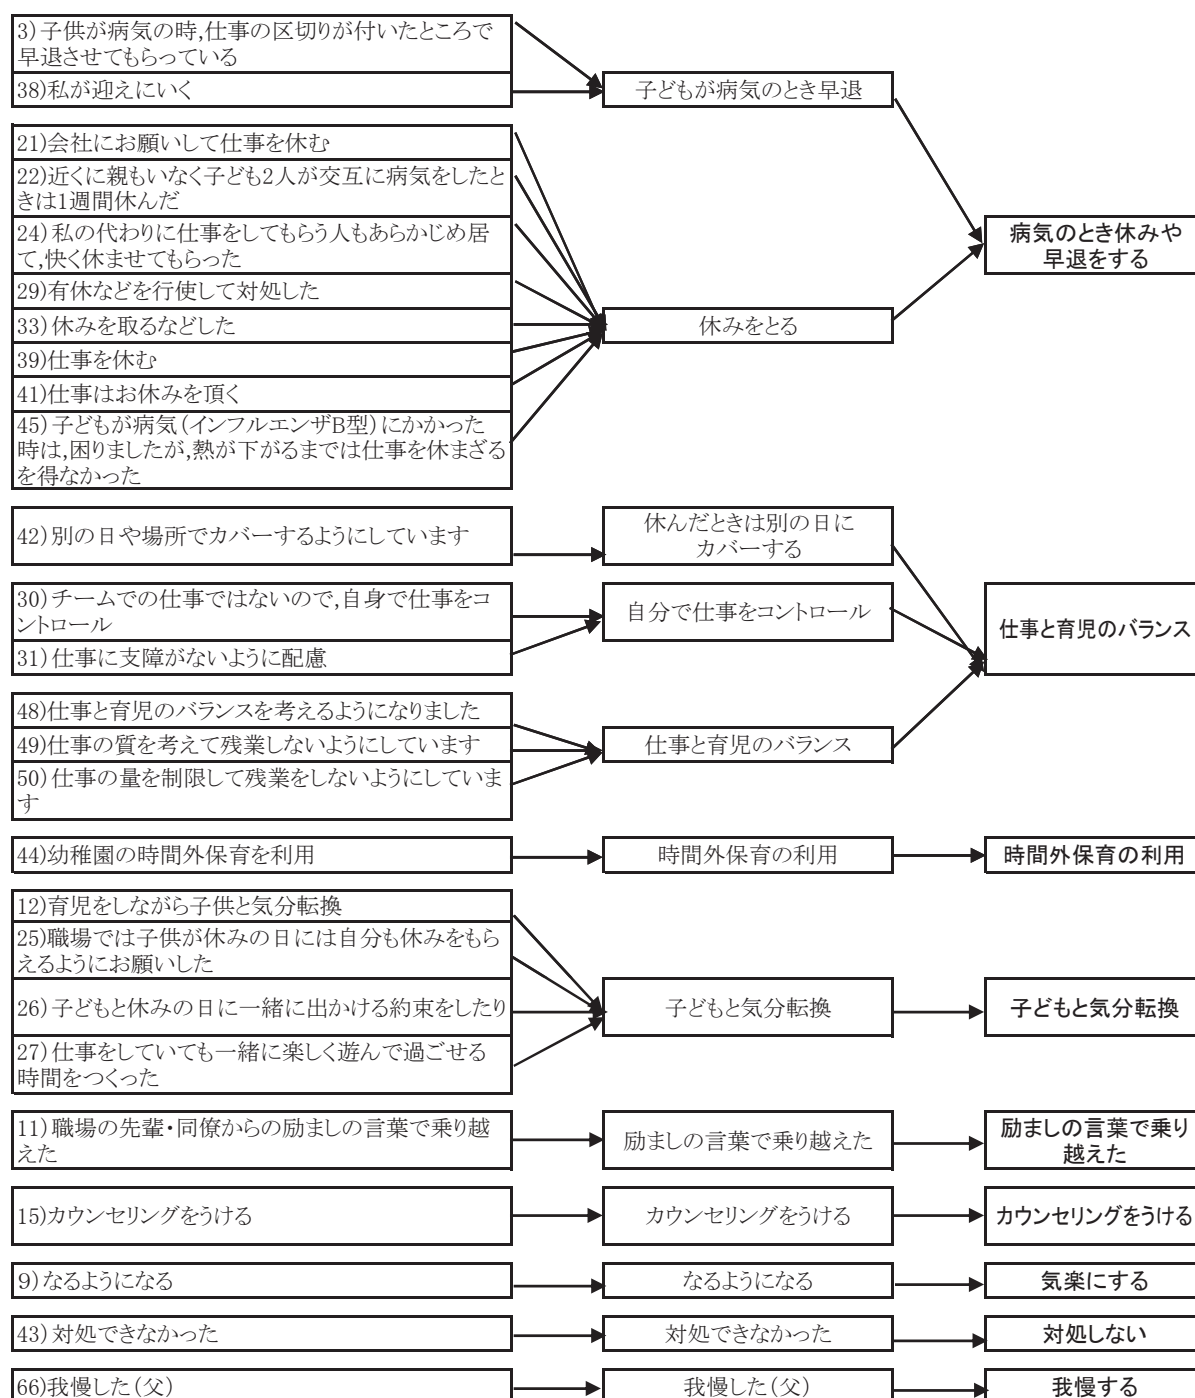 3)子供が病気の時,仕事の区切りが付いたところで
早退させてもらっている
38)私が迎えにいく
子どもが病気のとき早退
21)会社にお願いして仕事を休む
22)近くに親もいなく子ども2人が交互に病気をしたと
きは1週間休んだ
24)私の代わりに仕事をしてもらう人もあらかじめ居
て,快く休ませてもらった
29)有休などを行使して対処した
33)休みを取るなどした
39)仕事を休む
41)仕事はお休みを頂く
45)子どもが病気(インフルエンザB型)にかかった
時は,困りましたが,熱が下がるまでは仕事を休まざる
を得なかった
休みをとる
病気のとき休みや
早退をする
42)別の日や場所でカバーするようにしています
休んだときは別の日に
カバーする
30)チームでの仕事ではないので,自身で仕事をコ
ントロール
31)仕事に支障がないように配慮
自分で仕事をコントロール
48)仕事と育児のバランスを考えるようになりました
49)仕事の質を考えて残業しないようにしています
50)仕事の量を制限して残業をしないようにしていま
す
仕事と育児のバランス
仕事と育児のバランス
44)幼稚園の時間外保育を利用
時間外保育の利用
時間外保育の利用
12)育児をしながら子供と気分転換
25)職場では子供が休みの日には自分も休みをもら
えるようにお願いした
26)子どもと休みの日に一緒に出かける約束をしたり
27)仕事をしていても一緒に楽しく遊んで過ごせる
時間をつくった
子どもと気分転換
子どもと気分転換
11)職場の先輩・同僚からの励ましの言葉で乗り越
えた
励ましの言葉で乗り越えた
励ましの言葉で乗り
越えた
15)カウンセリングをうける
カウンセリングをうける
カウンセリングをうける
9)なるようになる
なるようになる
気楽にする
43)対処できなかった
対処できなかった
対処しない
66)我慢した(父)
我慢した(父)
我慢する